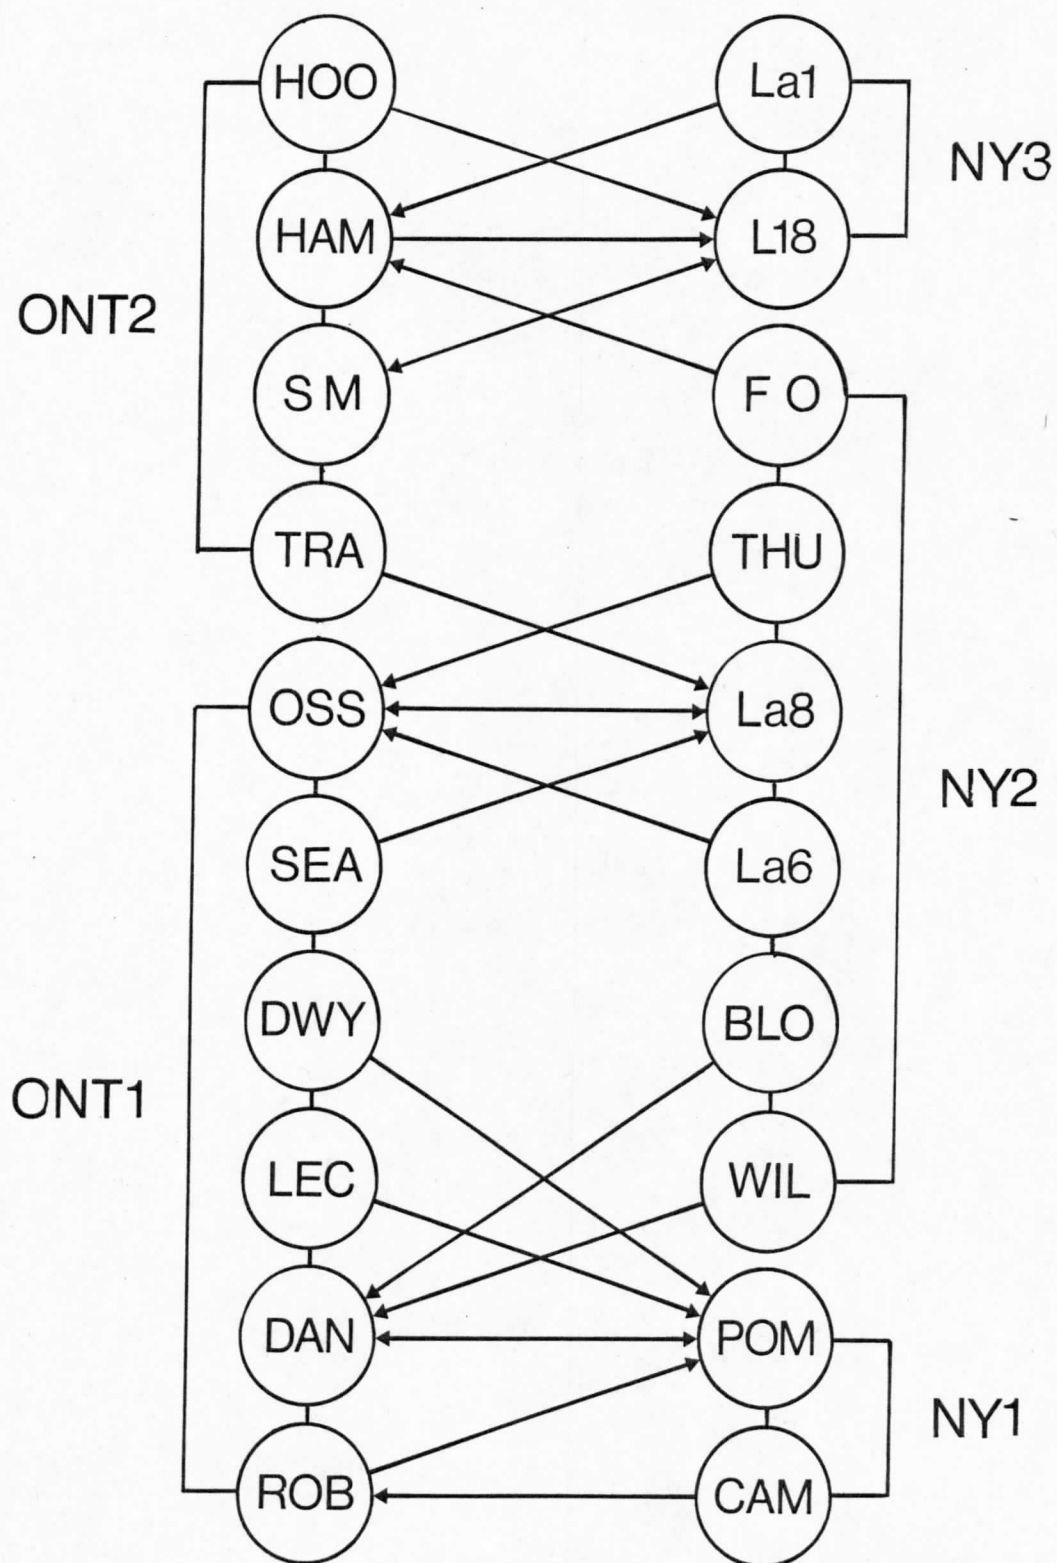 HOO
La1
NY3
HAM
L18
ONT2
S M
F O
TRA
THU
OSS
La8
NY2
SEA
La6
DWY
BLO
ONT1
LEC
WIL
DAN
POM
NY1
ROB
CAM